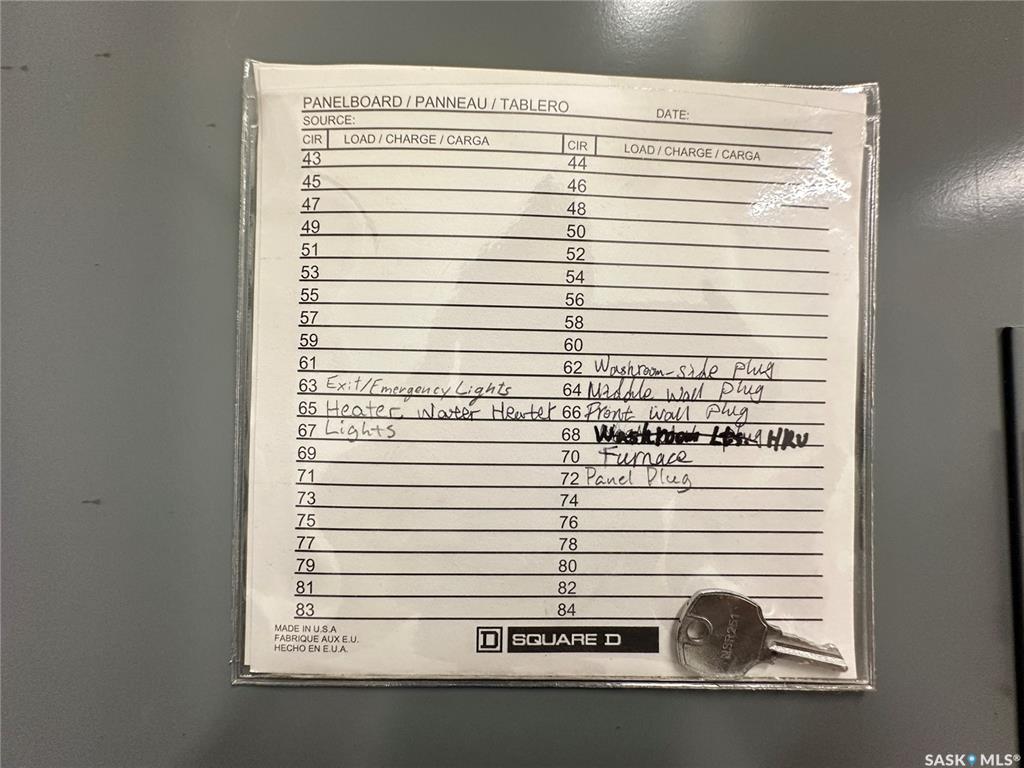 PANELBOARD / PANNEAU / TABLERO DATE:
SOURCE:
CIR LOAD / CHARGE / CARGA CIR LOAD / CHARGE / CARGA
43 44
45 46
47 48
49 50
51 52
53 54
55 56
57 58
59 60
61 62 Washroom-side plug
63 Exit/Emergency Lights 64 Middle wall plug
65 Heater, Water Heater 66 Front wall plug
67 Lights 68 HRV
69 70 Furnace
71 72 Panel Plug
73 74
75 76
77 78
79 80
81 82
83 84
MADE IN U.S.A
FABRIQUE AUX E.U.
HECHO EN E.U.A.
D SQUARE D
SASK MLS®